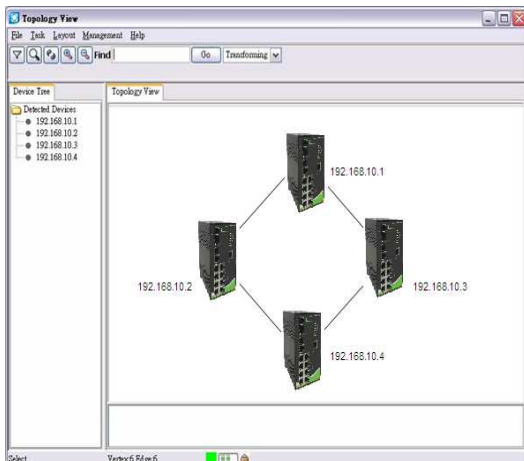 Topology View
File Task Layout Management Help
Find Go Transforming
Device Tree
Topology View
Detected Devices
192.168.10.1
192.168.10.2
192.168.10.3
192.168.10.4
192.168.10.1
192.168.10.2
192.168.10.3
192.168.10.4
Select Vertex:6 Edge:6